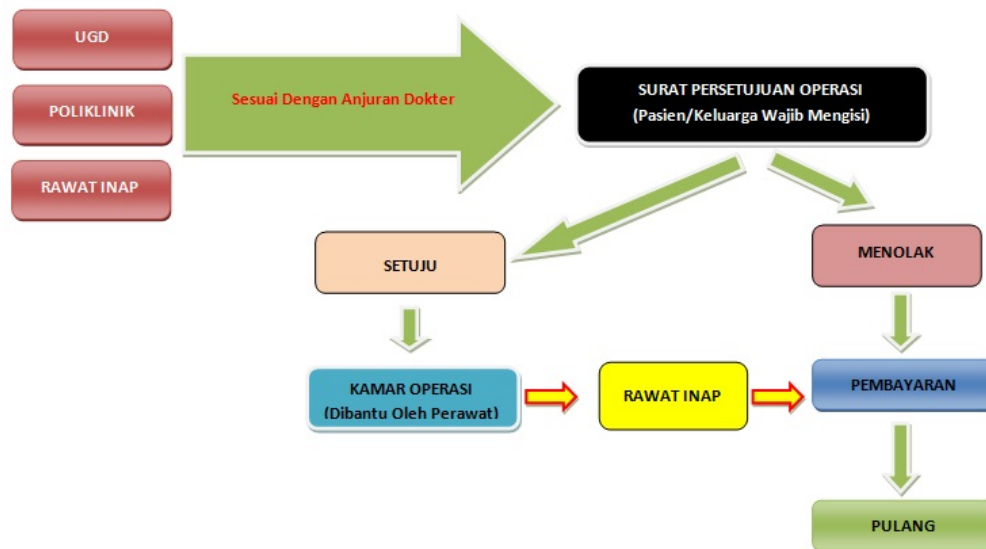 UGD
POLIKLINIK
RAWAT INAP
Sesuai Dengan Anjuran Dokter
SURAT PERSETUJUAN OPERASI
(Pasien/Keluarga Wajib Mengisi)
SETUJU
MENOLAK
KAMAR OPERASI
(Dibantu Oleh Perawat)
RAWAT INAP
PEMBAYARAN
PULANG